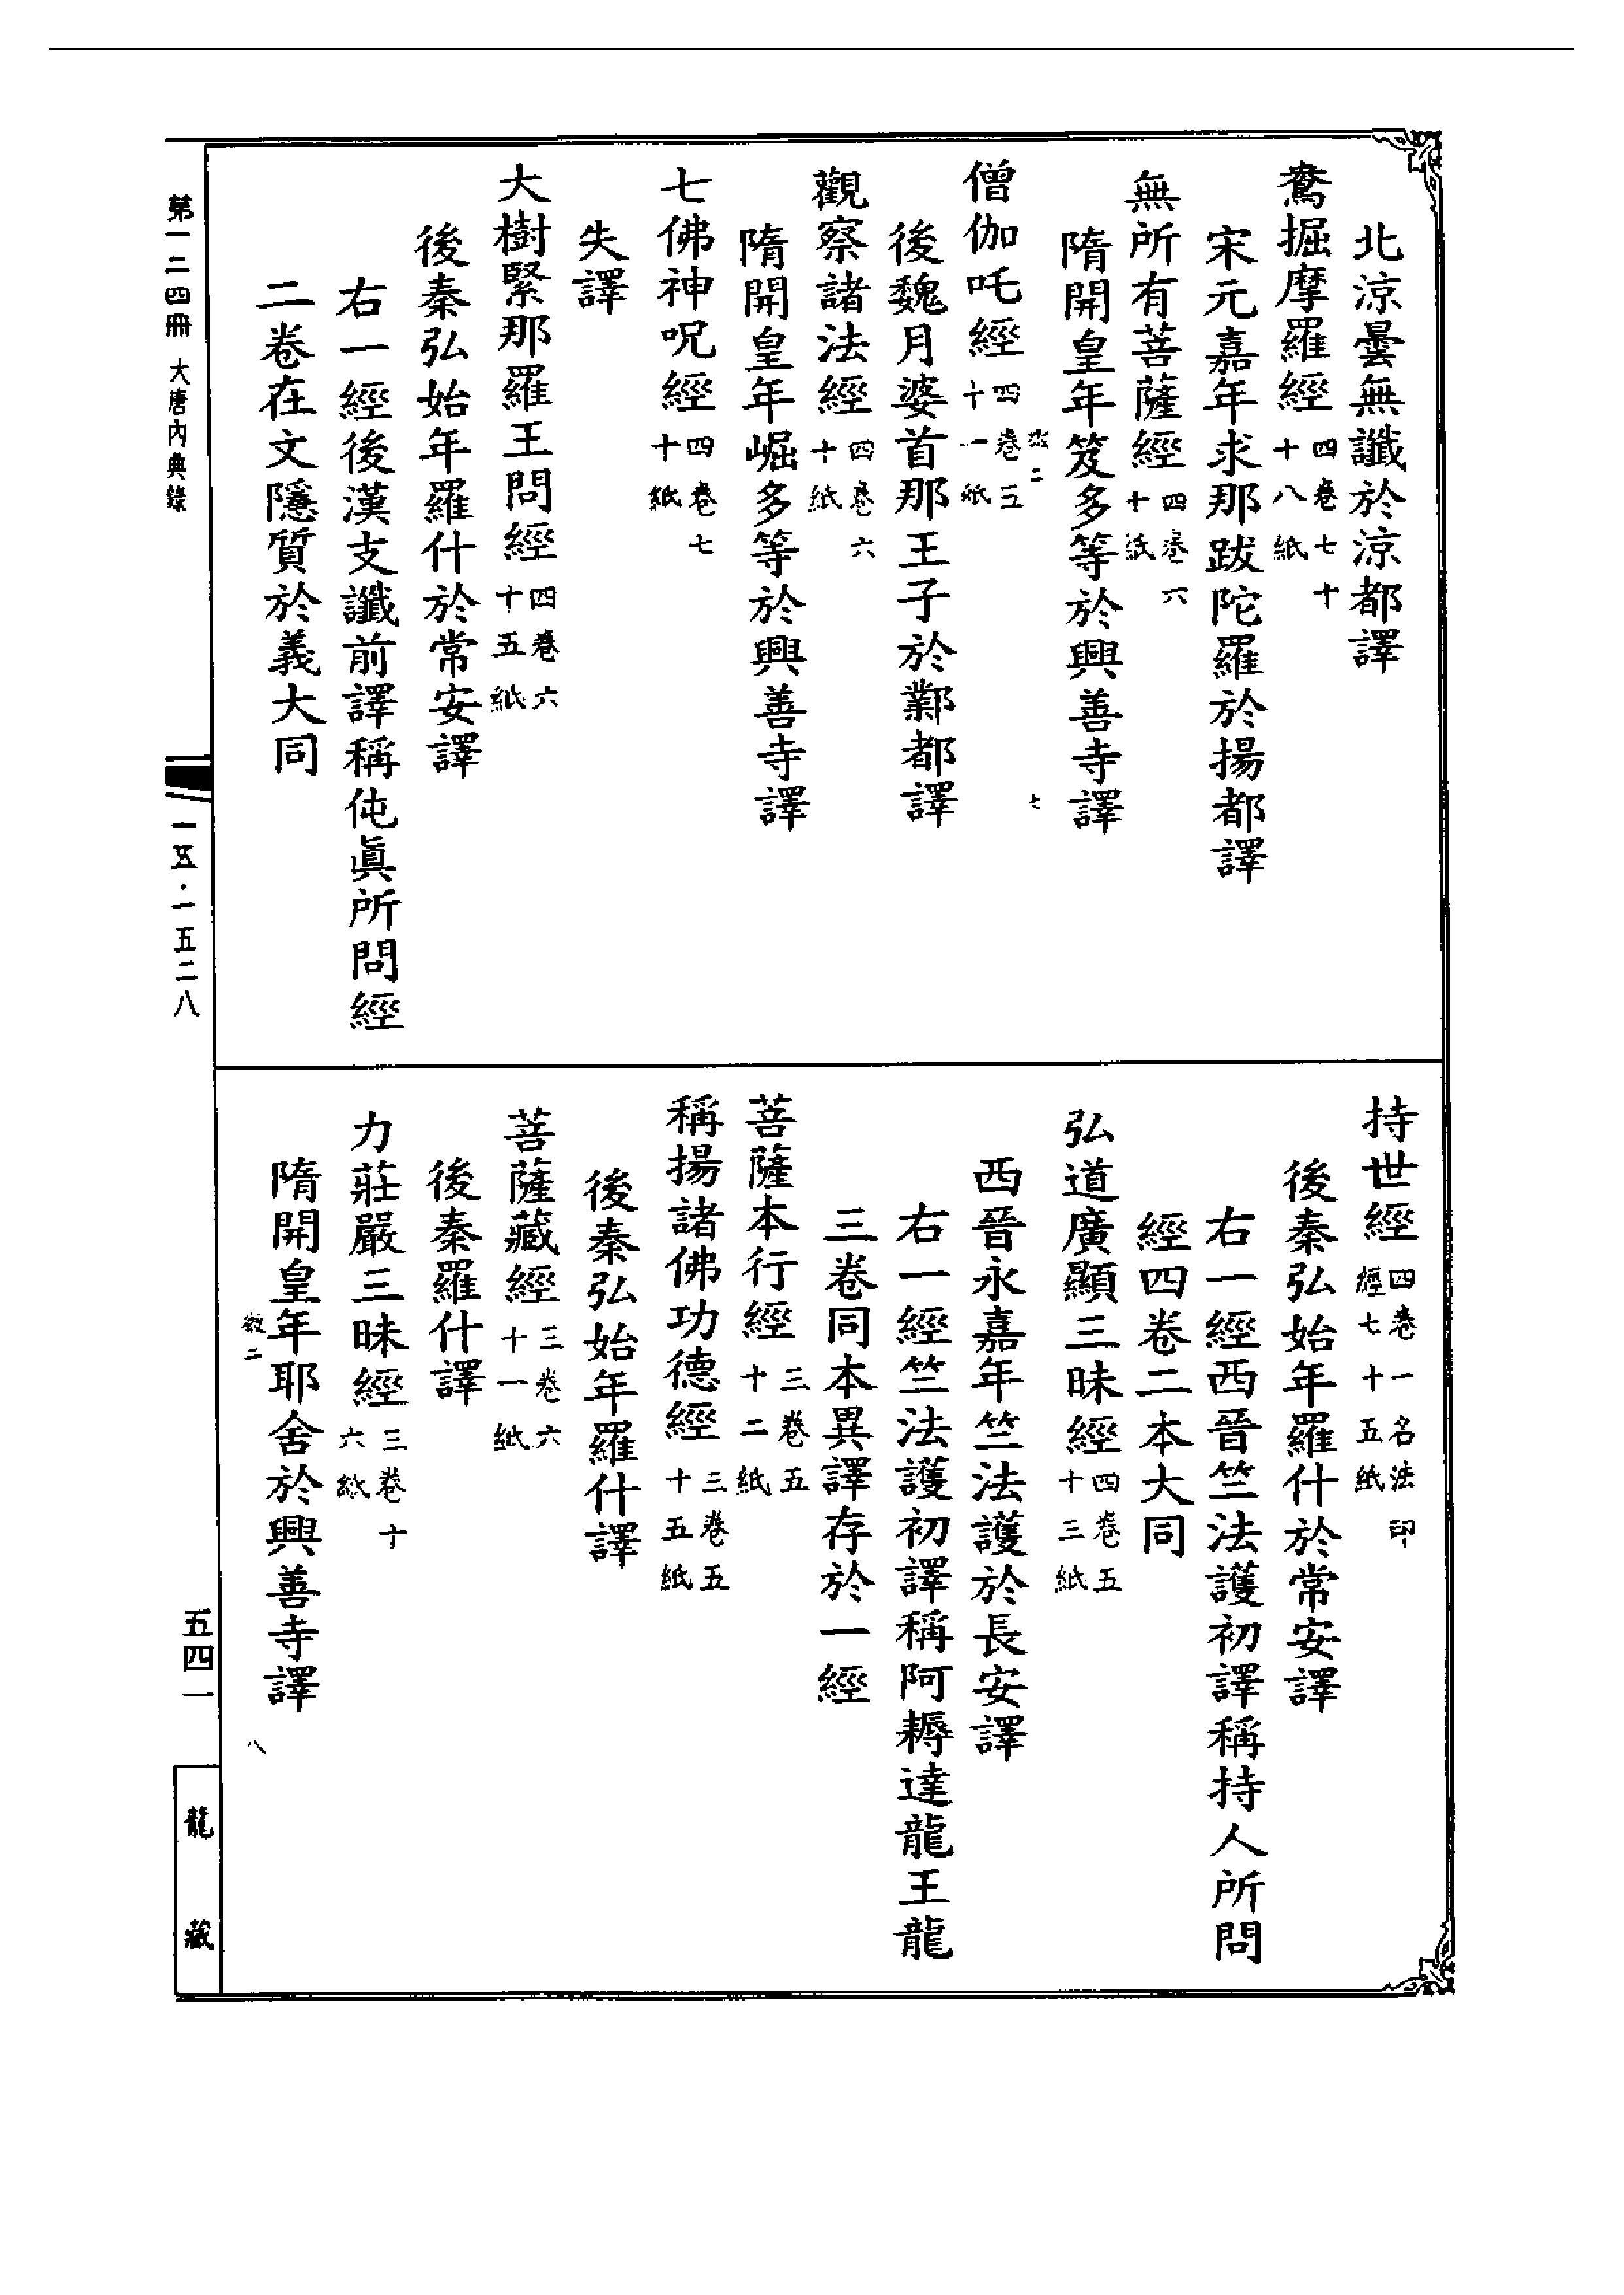 北涼曇無讖於涼都譯
鴦掘摩羅經四卷七十十八紙
宋元嘉年求那跋陀羅於揚都譯
無所有菩薩經四卷六十紙
隋開皇年笈多等於興善寺譯
七
僧伽吒經四卷五十一紙
後魏月婆首那王子於鄴都譯
觀察諸法經四卷六十紙
隋開皇年崛多等於興善寺譯
七佛神呪經四卷七十紙
失譯
大樹緊那羅王問經四卷六十五紙
後秦弘始年羅什於常安譯
右一經後漢支讖前譯稱伅眞所問經
二卷在文隱質於義大同
持世經四卷一名法印經七十五紙
後秦弘始年羅什於常安譯
右一經西晉竺法護初譯稱持人所問
經四卷二本大同
弘道廣顯三昧經四卷五十三紙
西晉永嘉年竺法護於長安譯
右一經竺法護初譯稱阿耨達龍王龍
三卷同本異譯存於一經
菩薩本行經三卷五十二紙
稱揚諸佛功德經三卷五十五紙
後秦弘始年羅什譯
菩薩藏經三卷六十一紙
後秦羅什譯
力莊嚴三昧經三卷十六紙
隋開皇年耶舍於興善寺譯
八
第一二四冊 大唐內典錄
一五五·一五二八
五四一
龍藏